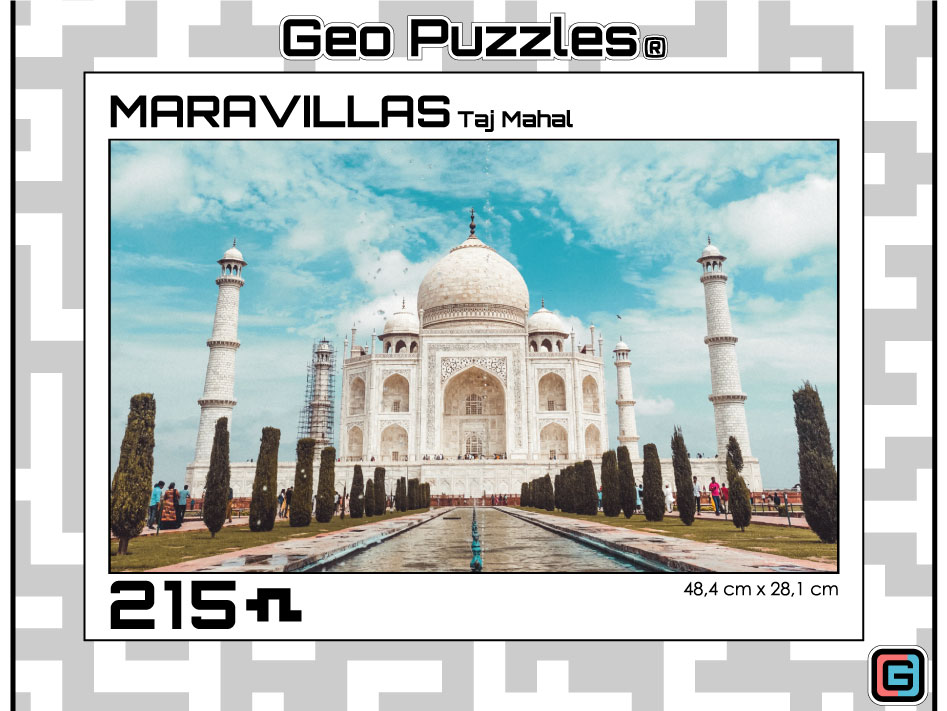 Geo Puzzles®
MARAVILLAS Taj Mahal
215
48,4 cm x 28,1 cm
G